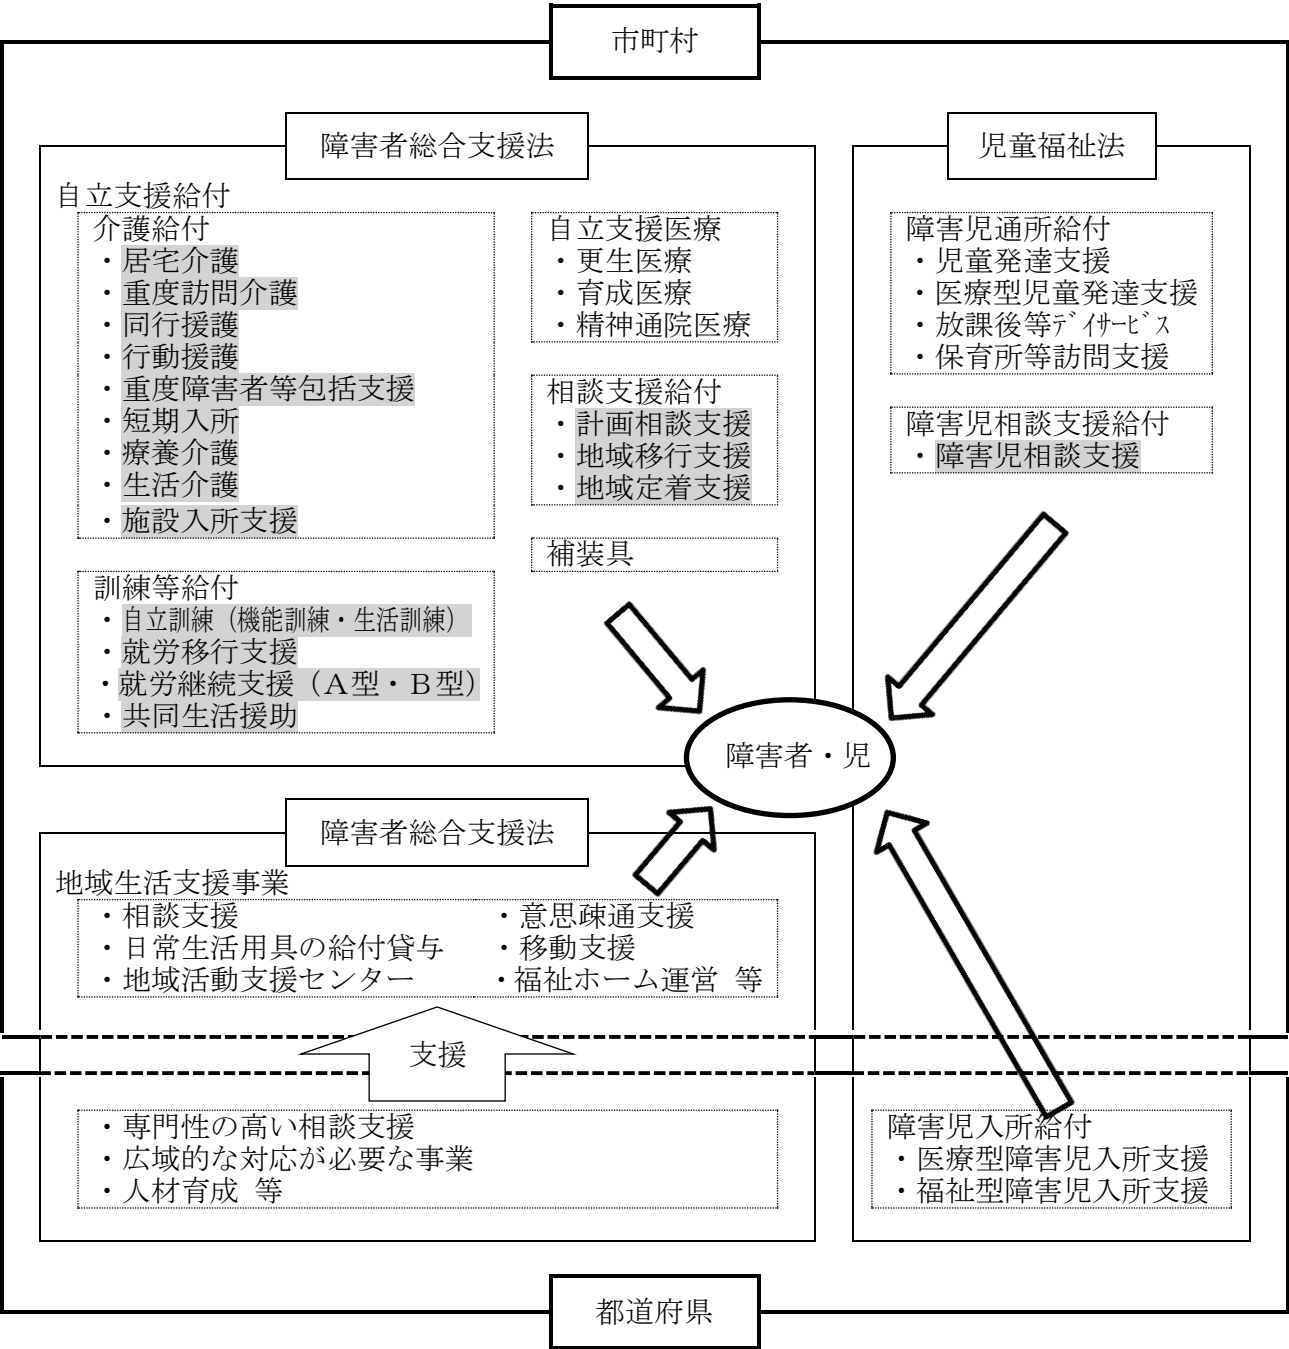 市町村
障害者総合支援法
自立支援給付
介護給付
・居宅介護
・重度訪問介護
・同行援護
・行動援護
・重度障害者等包括支援
・短期入所
・療養介護
・生活介護
・施設入所支援
訓練等給付
・自立訓練（機能訓練・生活訓練）
・就労移行支援
・就労継続支援（Ａ型・Ｂ型）
・共同生活援助
自立支援医療
・更生医療
・育成医療
・精神通院医療
相談支援給付
・計画相談支援
・地域移行支援
・地域定着支援
補装具
児童福祉法
障害児通所給付
・児童発達支援
・医療型児童発達支援
・放課後等ﾃﾞｲｻｰﾋﾞｽ
・保育所等訪問支援
障害児相談支援給付
・障害児相談支援
障害者・児
障害者総合支援法
地域生活支援事業
・相談支援
・日常生活用具の給付貸与
・地域活動支援センター
・意思疎通支援
・移動支援
・福祉ホーム運営 等
支援
・専門性の高い相談支援
・広域的な対応が必要な事業
・人材育成 等
障害児入所給付
・医療型障害児入所支援
・福祉型障害児入所支援
都道府県